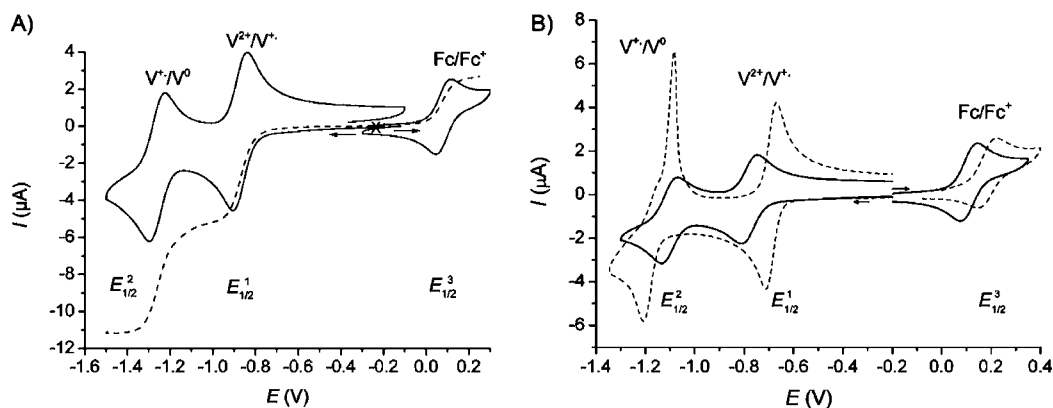 A)
V⁺·/V⁰
V²⁺/V⁺·
Fc/Fc⁺
4
2
0
-2
-4
-6
-8
-10
-12
I (µA)
E²₁/₂
E¹₁/₂
E³₁/₂
-1.6 -1.4 -1.2 -1.0 -0.8 -0.6 -0.4 -0.2 0.0 0.2
E (V)
B)
V⁺·/V⁰
V²⁺/V⁺·
Fc/Fc⁺
6
4
2
0
-2
-4
-6
I (µA)
E²₁/₂
E¹₁/₂
E³₁/₂
-1.4 -1.2 -1.0 -0.8 -0.6 -0.4 -0.2 0.0 0.2 0.4
E (V)